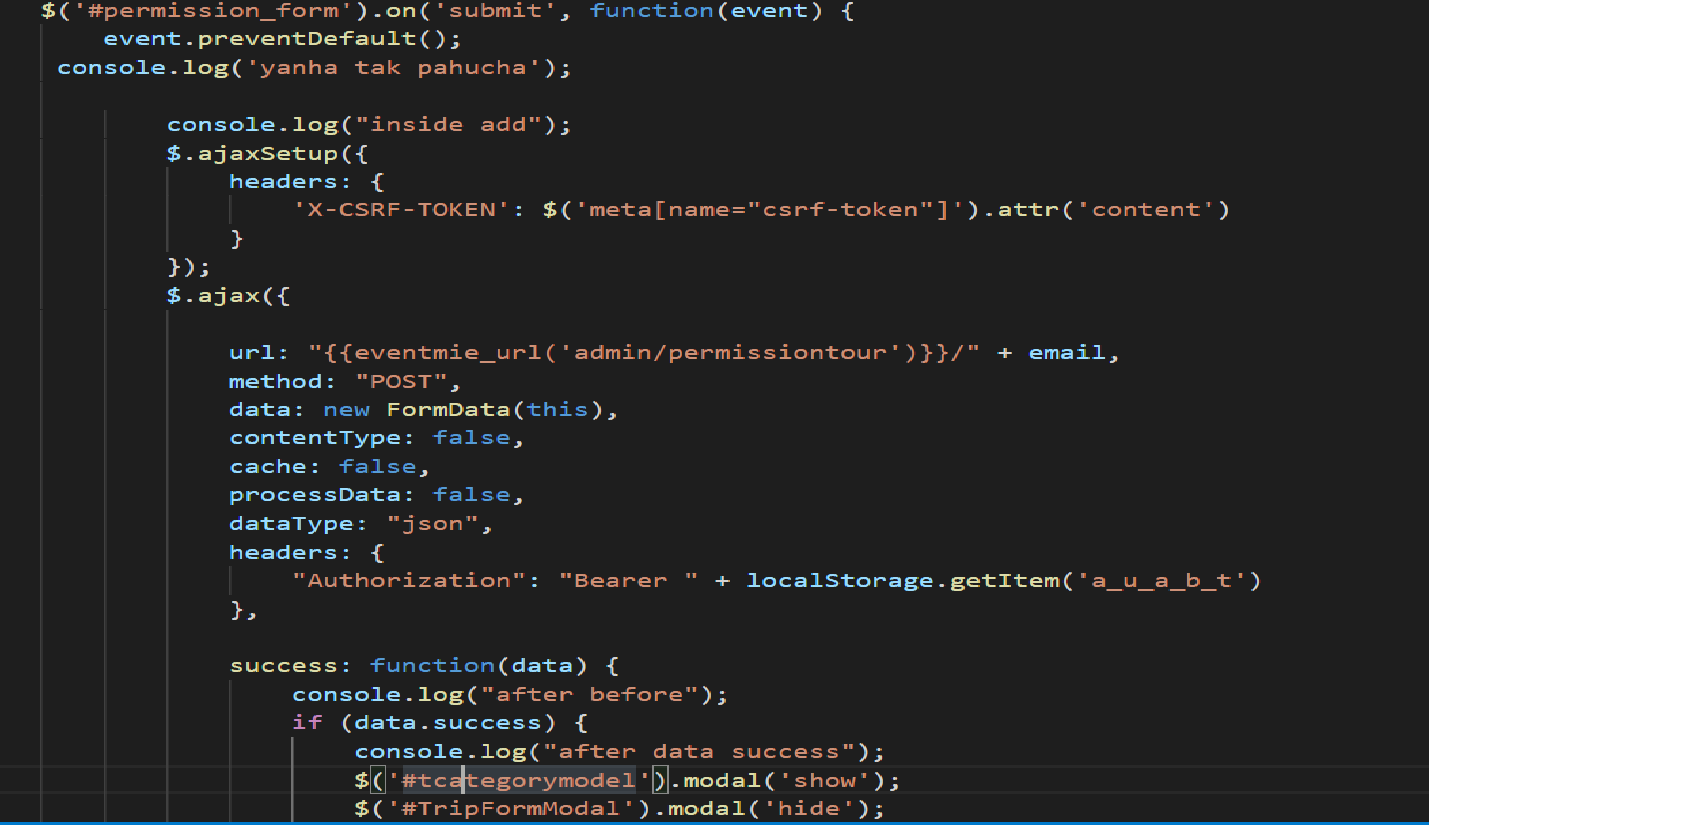 $('#permission_form').on('submit', function(event) {
event.preventDefault();
console.log('yanha tak pahucha');
console.log("inside add");
$.ajaxSetup({
headers: {
'X-CSRF-TOKEN': $('meta[name="csrf-token"]').attr('content')
}
});
$.ajax({
url: "{{eventmie_url('admin/permissiontour')}}/" + email,
method: "POST",
data: new FormData(this),
contentType: false,
cache: false,
processData: false,
dataType: "json",
headers: {
"Authorization": "Bearer " + localStorage.getItem('a_u_a_b_t')
},
success: function(data) {
console.log("after before");
if (data.success) {
console.log("after data success");
$('#tcategorymodel').modal('show');
$('#TripFormModal').modal('hide');